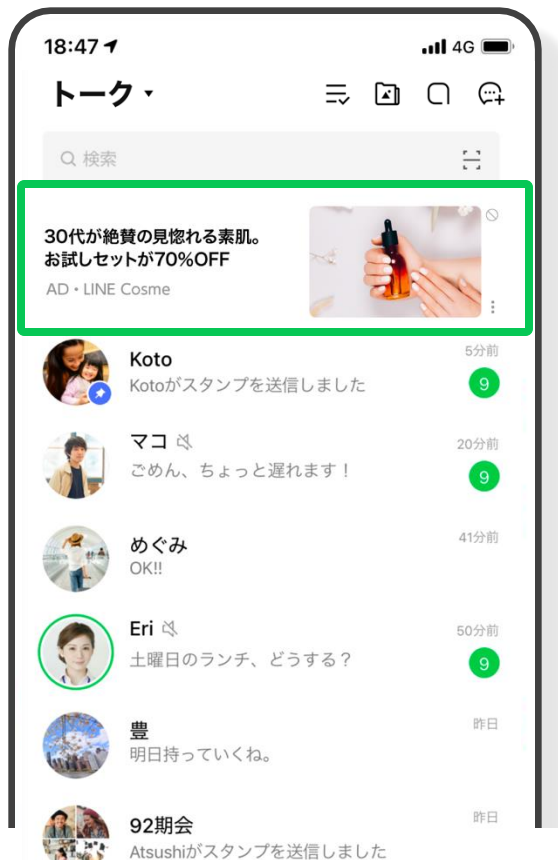 18:47
4G
トーク
検索
30代が絶賛の見惚れる素肌。
お試しセットが70%OFF
AD・LINE Cosme
Koto
5分前
Kotoがスタンプを送信しました
9
マコ
20分前
ごめん、ちょっと遅れます！
9
めぐみ
41分前
OK!!
Eri
50分前
土曜日のランチ、どうする？
9
豊
昨日
明日持っていくね。
92期会
昨日
Atsushiがスタンプを送信しました